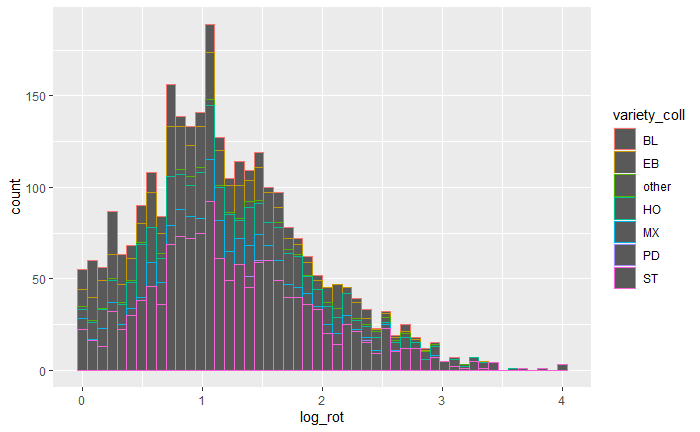 count
150
100
50
0
0
1
2
3
4
log_rot
variety_coll
BL
EB
other
HO
MX
PD
ST